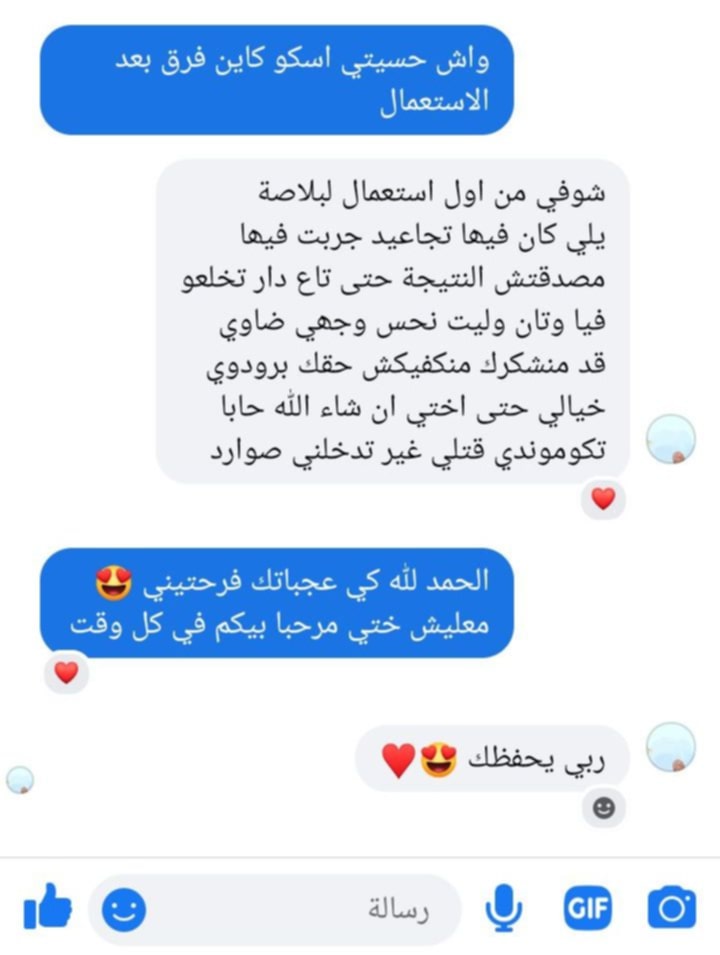 واش حسيتي اسكو كاين فرق بعد
الاستعمال
شوفي من اول استعمال لبلاصة
يلي كان فيها تجاعيد جربت فيها
مصدقتش النتيجة حتى تاع دار تخلعو
فيا وتان وليت نحس وجهي ضاوي
قد منشكرك منكفيكش حقك برودوي
خيالي حتى اختي ان شاء الله حابا
تكوموندي قتلي غير تدخلني صوارد
الحمد لله كي عجباتك فرحتيني 😍
معليش ختي مرحبا بيكم في كل وقت
ربي يحفظك 😍♥️
رسالة
GIF